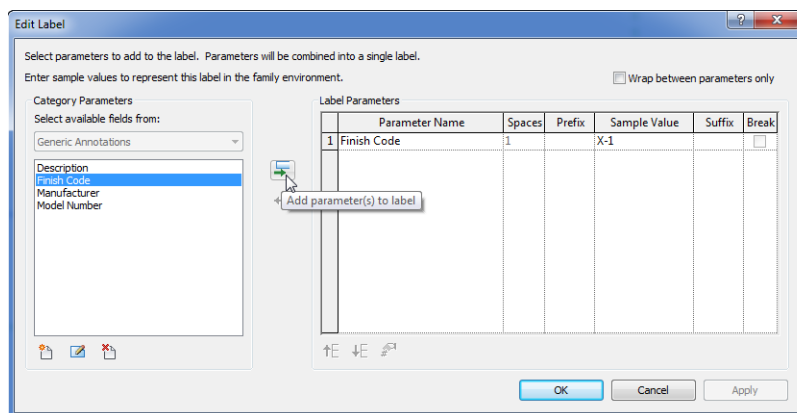 Edit Label
Select parameters to add to the label. Parameters will be combined into a single label.
Enter sample values to represent this label in the family environment.
Wrap between parameters only
Category Parameters
Select available fields from:
Generic Annotations
Description
Finish Code
Manufacturer
Model Number
Add parameter(s) to label
Label Parameters
Parameter Name Spaces Prefix Sample Value Suffix Break
1 Finish Code 1 X-1
OK Cancel Apply